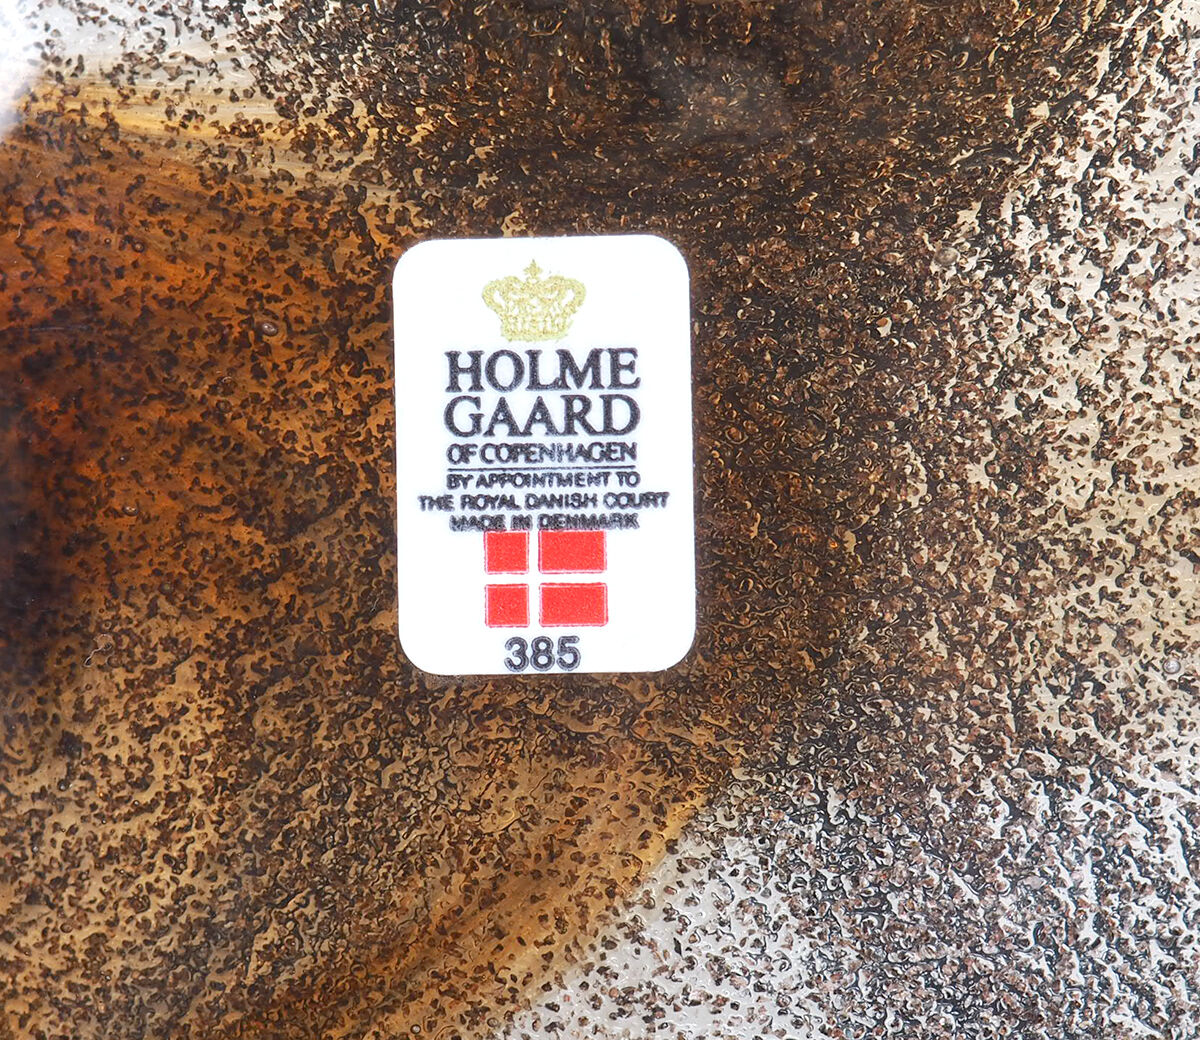 HOLME
GAARD
OF COPENHAGEN
BY APPOINTMENT TO
THE ROYAL DANISH COURT
MADE IN DENMARK
385